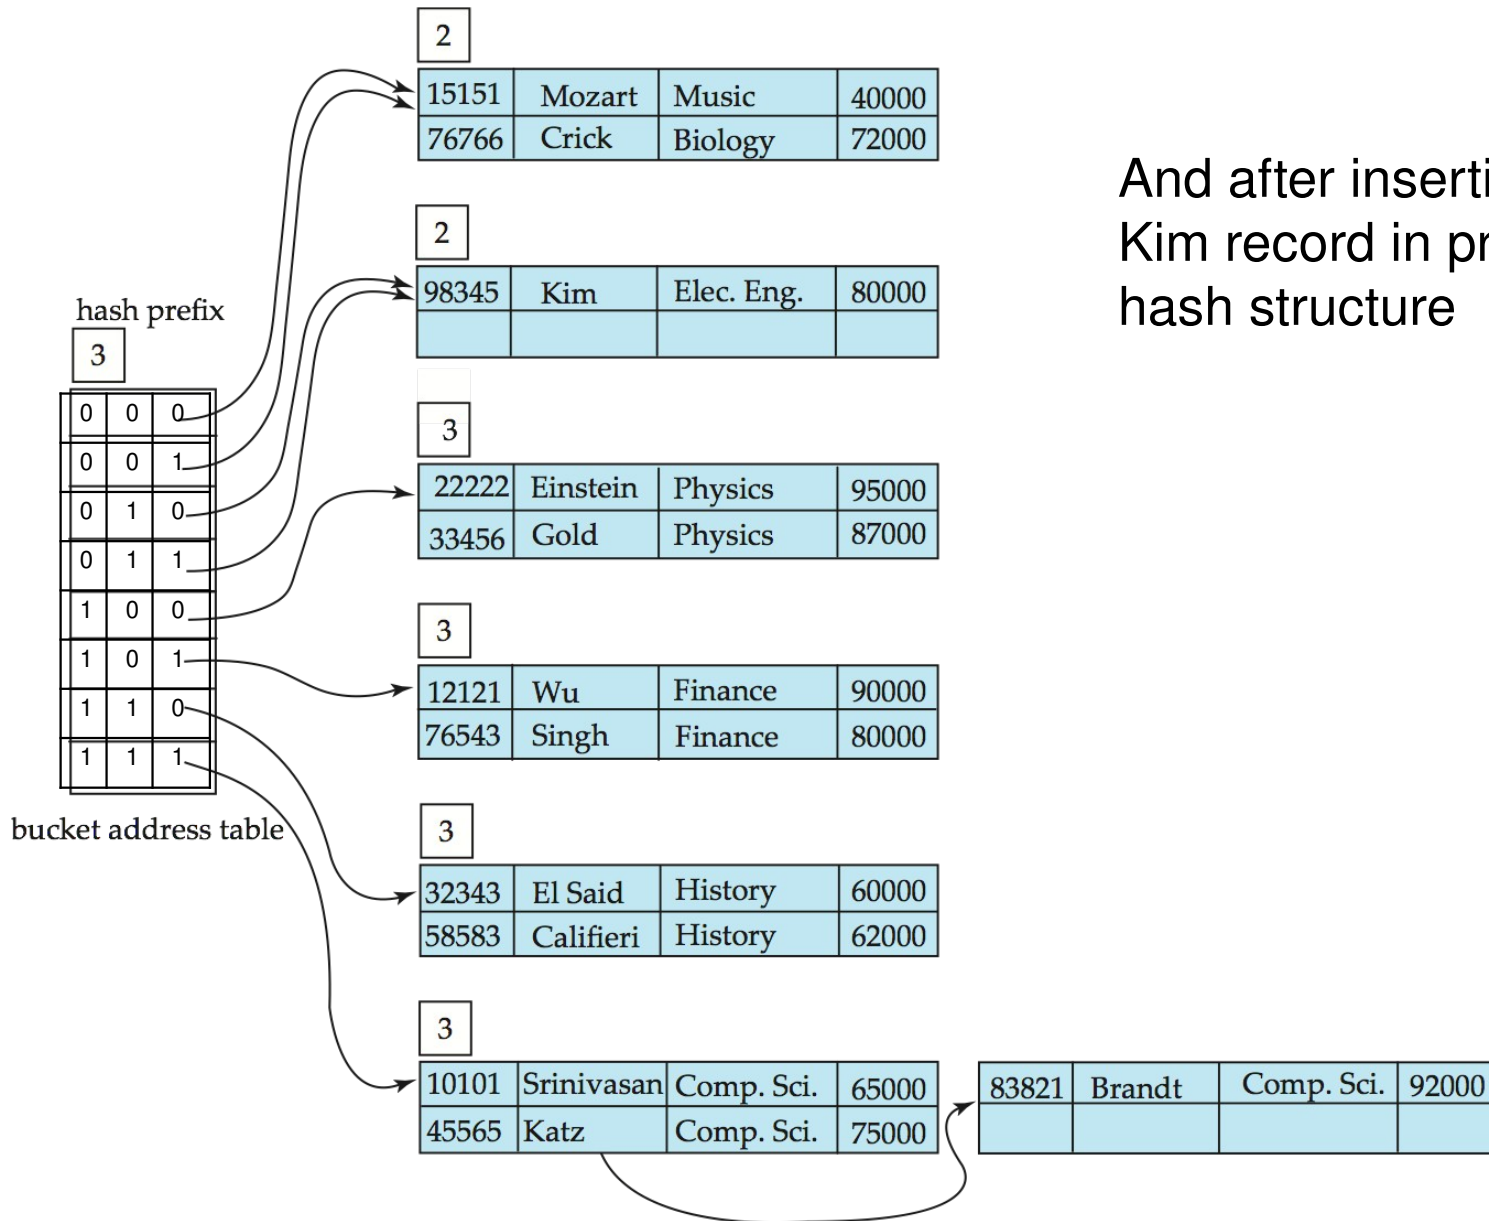 2
15151 Mozart Music 40000
76766 Crick Biology 72000
And after inserti
Kim record in pr
hash structure
2
98345 Kim Elec. Eng. 80000
hash prefix
3
0 0 0
0 0 1
0 1 0
0 1 1
1 0 0
1 0 1
1 1 0
1 1 1
bucket address table
3
22222 Einstein Physics 95000
33456 Gold Physics 87000
3
12121 Wu Finance 90000
76543 Singh Finance 80000
3
32343 El Said History 60000
58583 Califieri History 62000
3
10101 Srinivasan Comp. Sci. 65000
45565 Katz Comp. Sci. 75000
83821 Brandt Comp. Sci. 92000